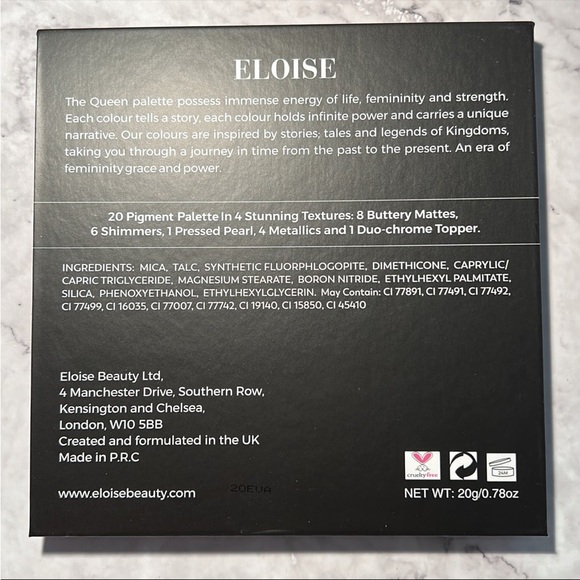 ELOISE
The Queen palette possess immense energy of life, femininity and strength.
Each colour tells a story, each colour holds infinite power and carries a unique
narrative. Our colours are inspired by stories; tales and legends of Kingdoms,
taking you through a journey in time from the past to the present. An era of
femininity grace and power.
20 Pigment Palette In 4 Stunning Textures: 8 Buttery Mattes,
6 Shimmers, 1 Pressed Pearl, 4 Metallics and 1 Duo-chrome Topper.
INGREDIENTS: MICA, TALC, SYNTHETIC FLUORPHLOGOPITE, DIMETHICONE, CAPRYLIC/
CAPRIC TRIGLYCERIDE, MAGNESIUM STEARATE, BORON NITRIDE, ETHYLHEXYL PALMITATE,
SILICA, PHENOXYETHANOL, ETHYLHEXYLGLYCERIN. May Contain: CI 77891, CI 77491, CI 77492,
CI 77499, CI 16035, CI 77007, CI 77742, CI 19140, CI 15850, CI 45410
Eloise Beauty Ltd,
4 Manchester Drive, Southern Row,
Kensington and Chelsea,
London, W10 5BB
Created and formulated in the UK
Made in P.R.C
www.eloisebeauty.com
20EUA
crueltyfree
24M
NET WT: 20g/0.78oz